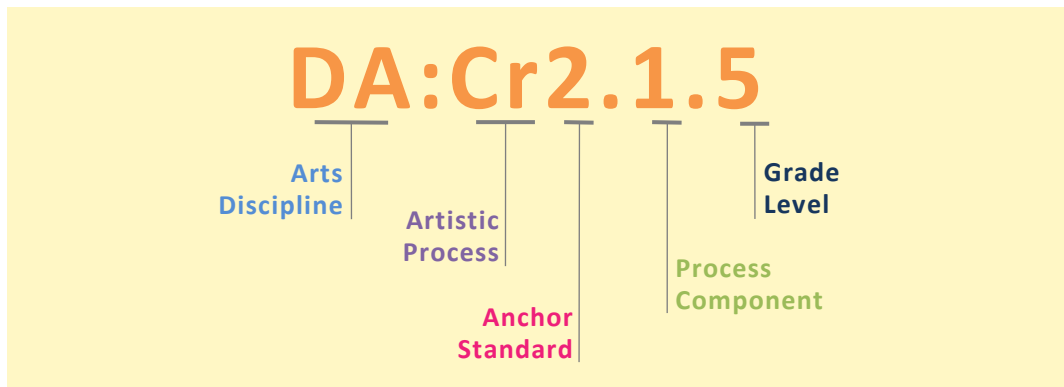 DA:Cr2.1.5
Arts
Discipline
Artistic
Process
Anchor
Standard
Process
Component
Grade
Level